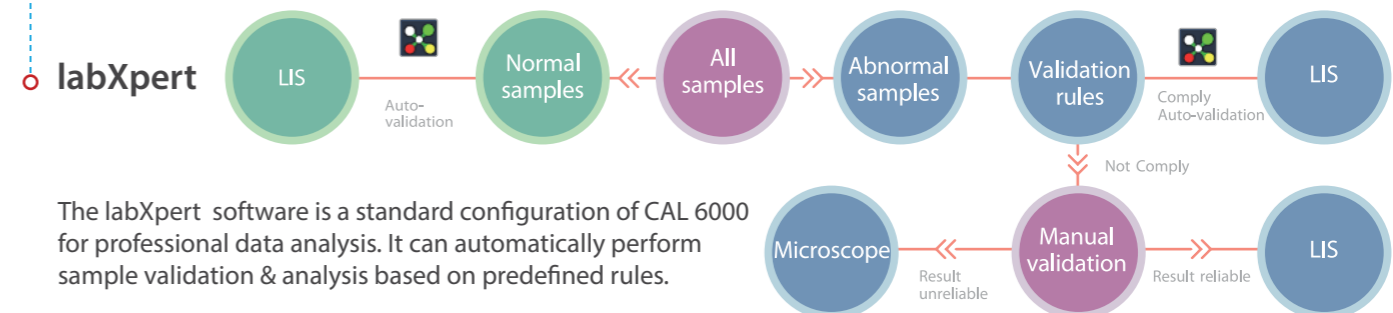 labXpert
LIS
Auto-
validation
Normal
samples
All
samples
Abnormal
samples
Validation
rules
Comply
Auto-validation
LIS
Not Comply
The labXpert software is a standard configuration of CAL 6000
for professional data analysis. It can automatically perform
sample validation & analysis based on predefined rules.
Microscope
Result
unreliable
Manual
validation
Result reliable
LIS